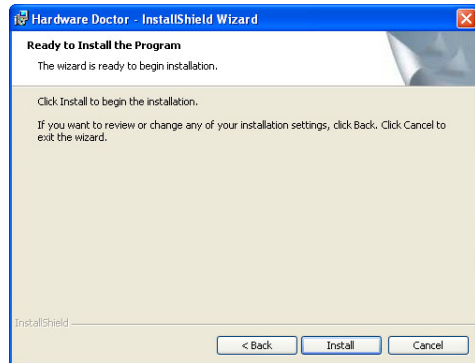 Hardware Doctor - InstallShield Wizard
Ready to Install the Program
The wizard is ready to begin installation.
Click Install to begin the installation.
If you want to review or change any of your installation settings, click Back. Click Cancel to
exit the wizard.
InstallShield
< Back Install Cancel